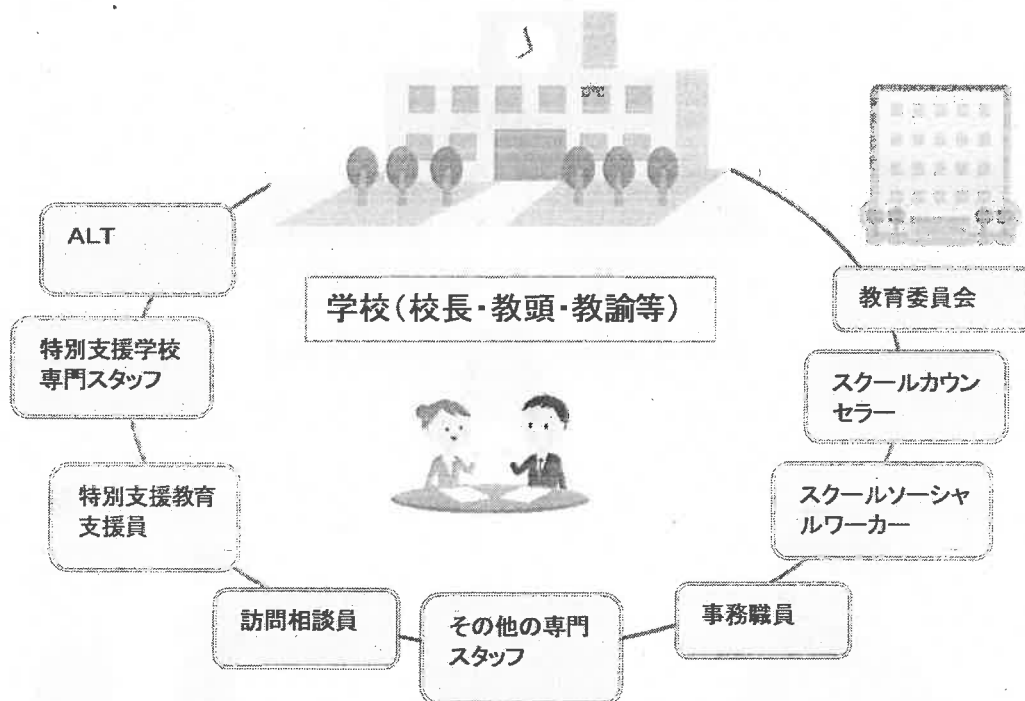 ALT
学校(校長・教頭・教諭等)
教育委員会
特別支援学校
専門スタッフ
スクールカウン
セラー
特別支援教育
支援員
スクールソーシャ
ルワーカー
訪問相談員
その他の専門
スタッフ
事務職員